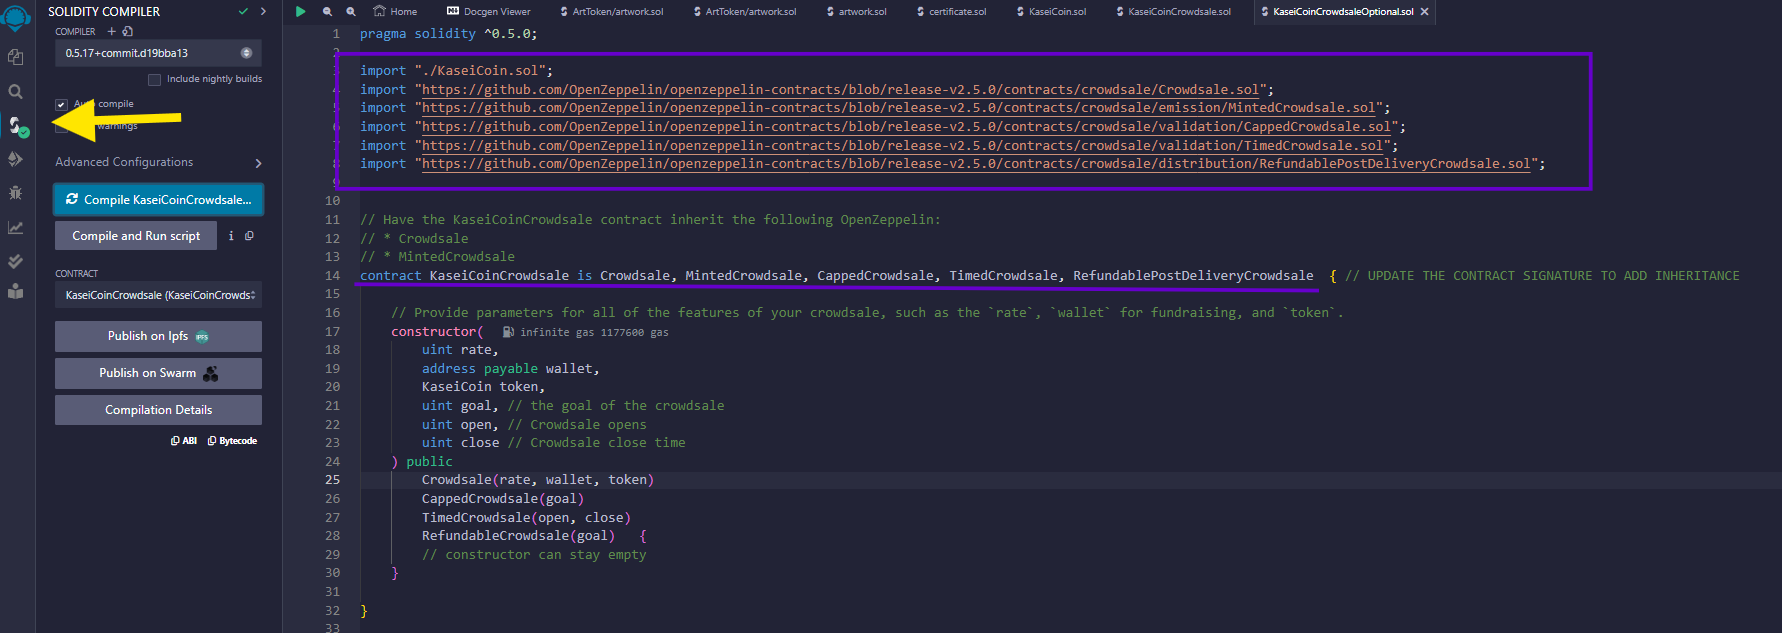 SOLIDITY COMPILER
COMPILER
0.5.17+commit.d19bba13
Include nightly builds
compile
warnings
Advanced Configurations
Compile KaseiCoinCrowdsale...
Compile and Run script
i
CONTRACT
KaseiCoinCrowdsale (KaseiCoinCrowds
Publish on Ipfs
IPFS
Publish on Swarm
Compilation Details
ABI Bytecode
Home Docgen Viewer ArtToken/artwork.sol ArtToken/artwork.sol artwork.sol certificate.sol KaseiCoin.sol KaseiCoinCrowdsale.sol KaseiCoinCrowdsaleOptional.sol
1 pragma solidity ^0.5.0;
2
3 import "./KaseiCoin.sol";
4 import "https://github.com/OpenZeppelin/openzeppelin-contracts/blob/release-v2.5.0/contracts/crowdsale/Crowdsale.sol";
5 import "https://github.com/OpenZeppelin/openzeppelin-contracts/blob/release-v2.5.0/contracts/crowdsale/emission/MintedCrowdsale.sol";
6 import "https://github.com/OpenZeppelin/openzeppelin-contracts/blob/release-v2.5.0/contracts/crowdsale/validation/CappedCrowdsale.sol";
7 import "https://github.com/OpenZeppelin/openzeppelin-contracts/blob/release-v2.5.0/contracts/crowdsale/validation/TimedCrowdsale.sol";
8 import "https://github.com/OpenZeppelin/openzeppelin-contracts/blob/release-v2.5.0/contracts/crowdsale/distribution/RefundablePostDeliveryCrowdsale.sol";
9
10
11 // Have the KaseiCoinCrowdsale contract inherit the following OpenZeppelin:
12 // * Crowdsale
13 // * MintedCrowdsale
14 contract KaseiCoinCrowdsale is Crowdsale, MintedCrowdsale, CappedCrowdsale, TimedCrowdsale, RefundablePostDeliveryCrowdsale { // UPDATE THE CONTRACT SIGNATURE TO ADD INHERITANCE
15
16 // Provide parameters for all of the features of your crowdsale, such as the `rate`, `wallet` for fundraising, and `token`.
17 constructor( infinite gas 1177600 gas
18 uint rate,
19 address payable wallet,
20 KaseiCoin token,
21 uint goal, // the goal of the crowdsale
22 uint open, // Crowdsale opens
23 uint close // Crowdsale close time
24 ) public
25 Crowdsale(rate, wallet, token)
26 CappedCrowdsale(goal)
27 TimedCrowdsale(open, close)
28 RefundableCrowdsale(goal) {
29 // constructor can stay empty
30 }
31
32 }
33